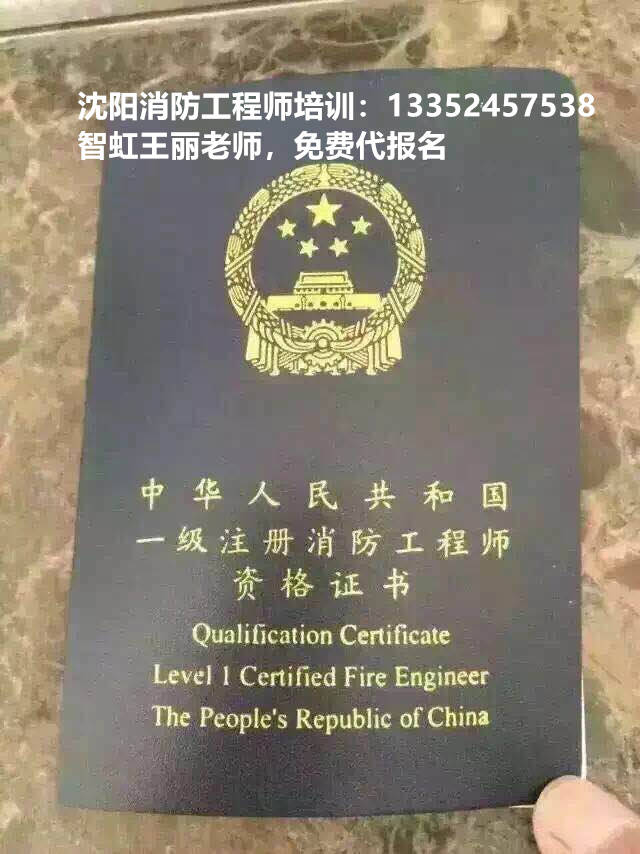 沈阳消防工程师培训：13352457538
智虹王丽老师，免费代报名
中华人民共和国
一级注册消防工程师
资格证书
Qualification Certificate
Level 1 Certified Fire Engineer
The People's Republic of China